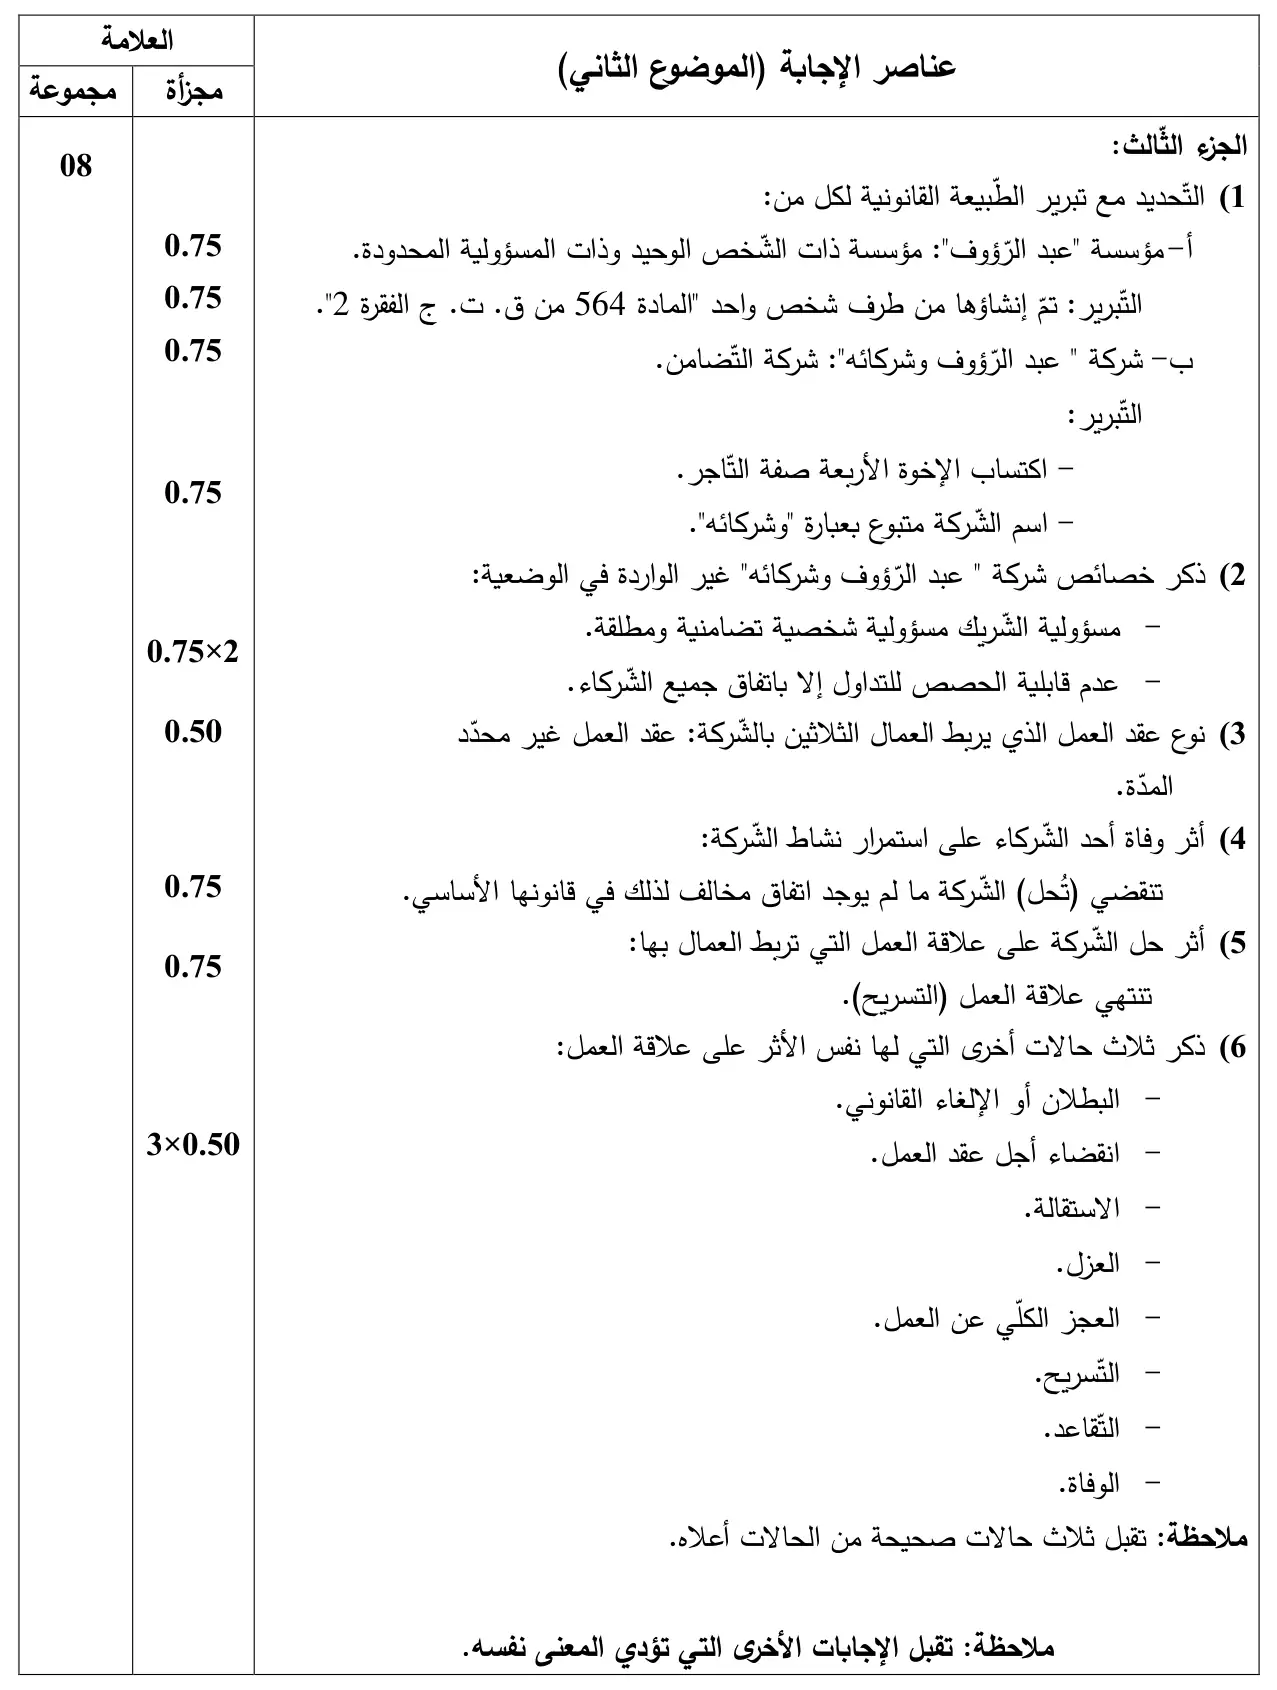 عناصر الإجابة (الموضوع الثاني)
العلامة
مجزأة
مجموعة
الجزء الثّالث:
08
1) التّحديد مع تبرير الطّبيعة القانونية لكل من:
أ- مؤسسة "عبد الرّؤوف": مؤسسة ذات الشّخص الوحيد وذات المسؤولية المحدودة.
0.75
التّبرير: تمّ إنشاؤها من طرف شخص واحد "المادة 564 من ق. ت. ج الفقرة 2".
0.75
ب- شركة " عبد الرّؤوف وشركائه": شركة التّضامن.
0.75
التّبرير:
- اكتساب الإخوة الأربعة صفة التّاجر.
0.75
- اسم الشّركة متبوع بعبارة "وشركائه".
2) ذكر خصائص شركة " عبد الرّؤوف وشركائه" غير الواردة في الوضعية:
- مسؤولية الشّريك مسؤولية شخصية تضامنية ومطلقة.
0.75×2
- عدم قابلية الحصص للتداول إلا باتفاق جميع الشّركاء.
3) نوع عقد العمل الذي يربط العمال الثلاثين بالشّركة: عقد العمل غير محدّد
0.50
المدّة.
4) أثر وفاة أحد الشّركاء على استمرار نشاط الشّركة:
تنقضي (تُحل) الشّركة ما لم يوجد اتفاق مخالف لذلك في قانونها الأساسي.
0.75
5) أثر حل الشّركة على علاقة العمل التي تربط العمال بها:
0.75
تنتهي علاقة العمل (التسريح).
6) ذكر ثلاث حالات أخرى التي لها نفس الأثر على علاقة العمل:
- البطلان أو الإلغاء القانوني.
- انقضاء أجل عقد العمل.
3×0.50
- الاستقالة.
- العزل.
- العجز الكلّي عن العمل.
- التّسريح.
- التّقاعد.
- الوفاة.
ملاحظة: تقبل ثلاث حالات صحيحة من الحالات أعلاه.
ملاحظة: تقبل الإجابات الأخرى التي تؤدي المعنى نفسه.